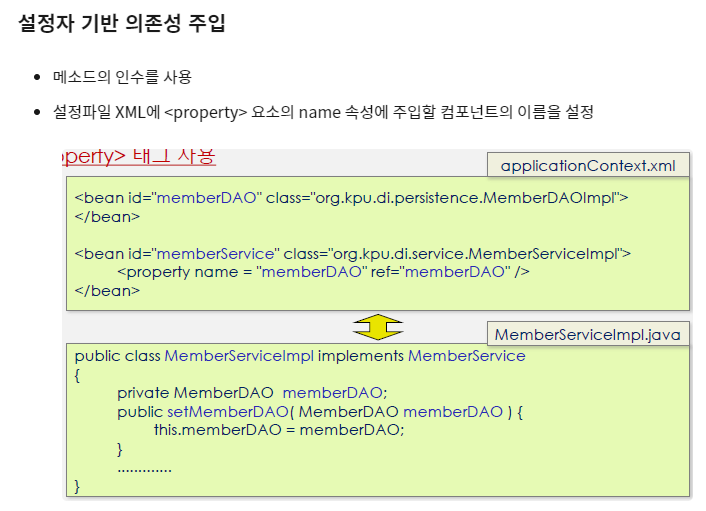 설정자 기반 의존성 주입
• 메소드의 인수를 사용
• 설정파일 XML에 <property> 요소의 name 속성에 주입할 컴포넌트의 이름을 설정
perty> 태그 사용
applicationContext.xml
<bean id="memberDAO" class="org.kpu.di.persistence.MemberDAOImpl">
</bean>
<bean id="memberService" class="org.kpu.di.service.MemberServiceImpl">
<property name = "memberDAO" ref="memberDAO" />
</bean>
MemberServiceImpl.java
public class MemberServiceImpl implements MemberService
{
private MemberDAO memberDAO;
public setMemberDAO( MemberDAO memberDAO ) {
this.memberDAO = memberDAO;
}
.............
}